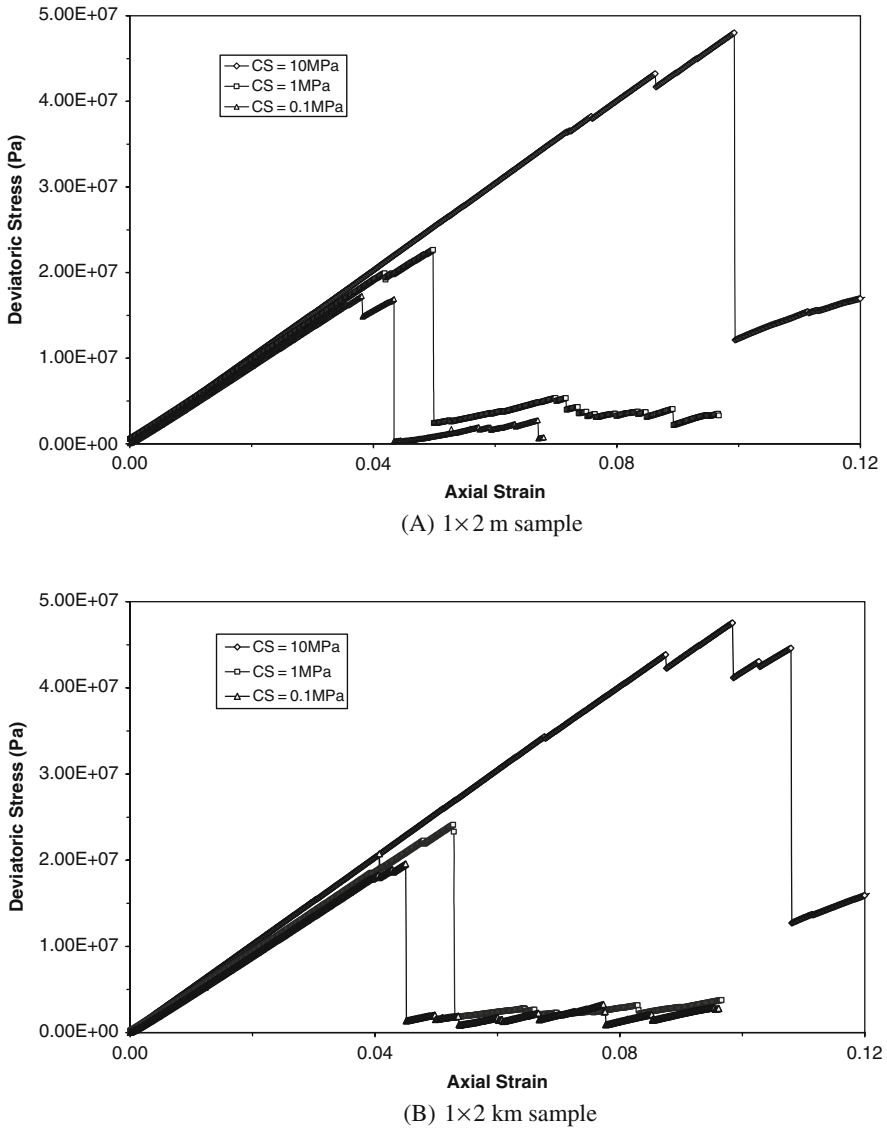 5.00E+07
4.00E+07
3.00E+07
2.00E+07
1.00E+07
0.00E+00
Deviatoric Stress (Pa)
CS = 10MPa
CS = 1MPa
CS = 0.1MPa
0.00
0.04
0.08
0.12
Axial Strain
(A) 1×2 m sample
5.00E+07
4.00E+07
3.00E+07
2.00E+07
1.00E+07
0.00E+00
Deviatoric Stress (Pa)
CS = 10MPa
CS = 1MPa
CS = 0.1MPa
0.00
0.04
0.08
0.12
Axial Strain
(B) 1×2 km sample